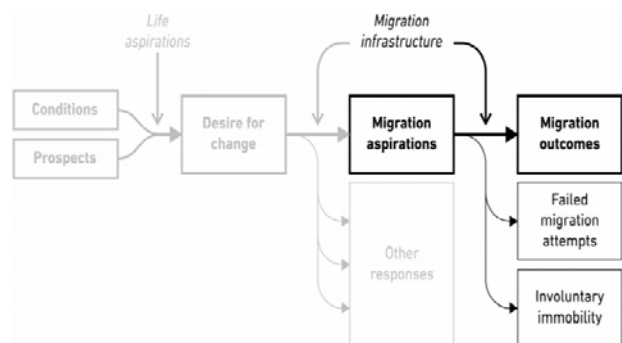 Life
aspirations
Migration
infrastructure
Conditions
Prospects
Desire for
change
Migration
aspirations
Migration
outcomes
Other
responses
Failed
migration
attempts
Involuntary
immobility